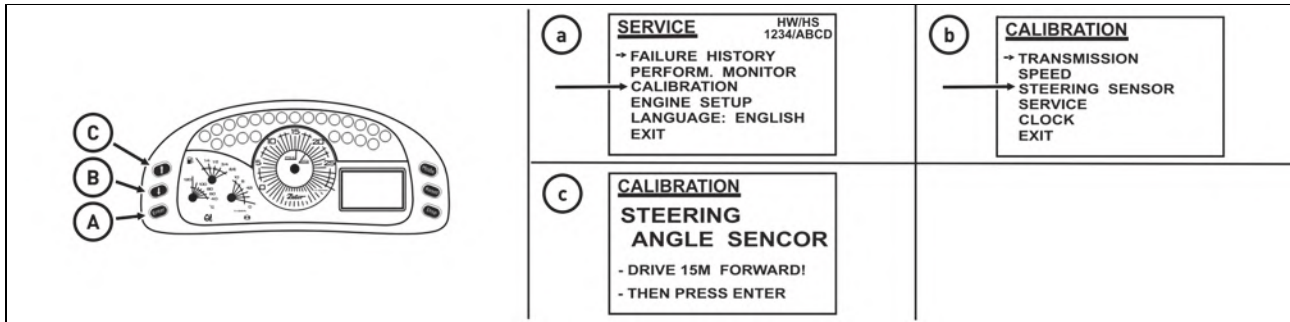 C
B
A
15
a
SERVICE
HW/HS
1234/ABCD
FAILURE HISTORY
PERFORM. MONITOR
CALIBRATION
ENGINE SETUP
LANGUAGE: ENGLISH
EXIT
b
CALIBRATION
TRANSMISSION
SPEED
STEERING SENSOR
SERVICE
CLOCK
EXIT
c
CALIBRATION
STEERING
ANGLE SENCOR
- DRIVE 15M FORWARD!
- THEN PRESS ENTER